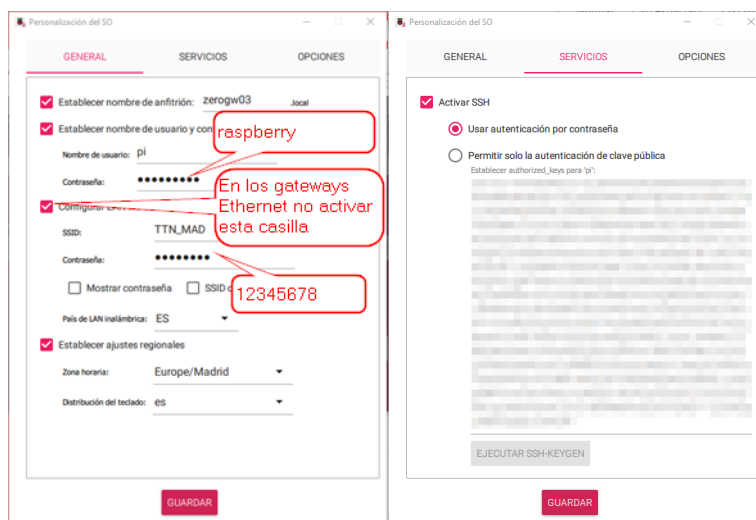 Personalización del SO
GENERAL
SERVICIOS
OPCIONES
Establecer nombre de anfitrión: zerogw03 .local
Establecer nombre de usuario y con
raspberry
Nombre de usuario: pi
Contraseña: •••••••••
En los gateways
Ethernet no activar
esta casilla
Configurar LAN
SSID: TTN_MAD
Contraseña: ••••••••
Mostrar contraseña
SSID
12345678
País de LAN inalámbrica: ES
Establecer ajustes regionales
Zona horaria: Europe/Madrid
Distribución del teclado: es
GUARDAR
Personalización del SO
GENERAL
SERVICIOS
OPCIONES
Activar SSH
Usar autenticación por contraseña
Permitir solo la autenticación de clave pública
Establecer authorized_keys para 'pi':
EJECUTAR SSH-KEYGEN
GUARDAR